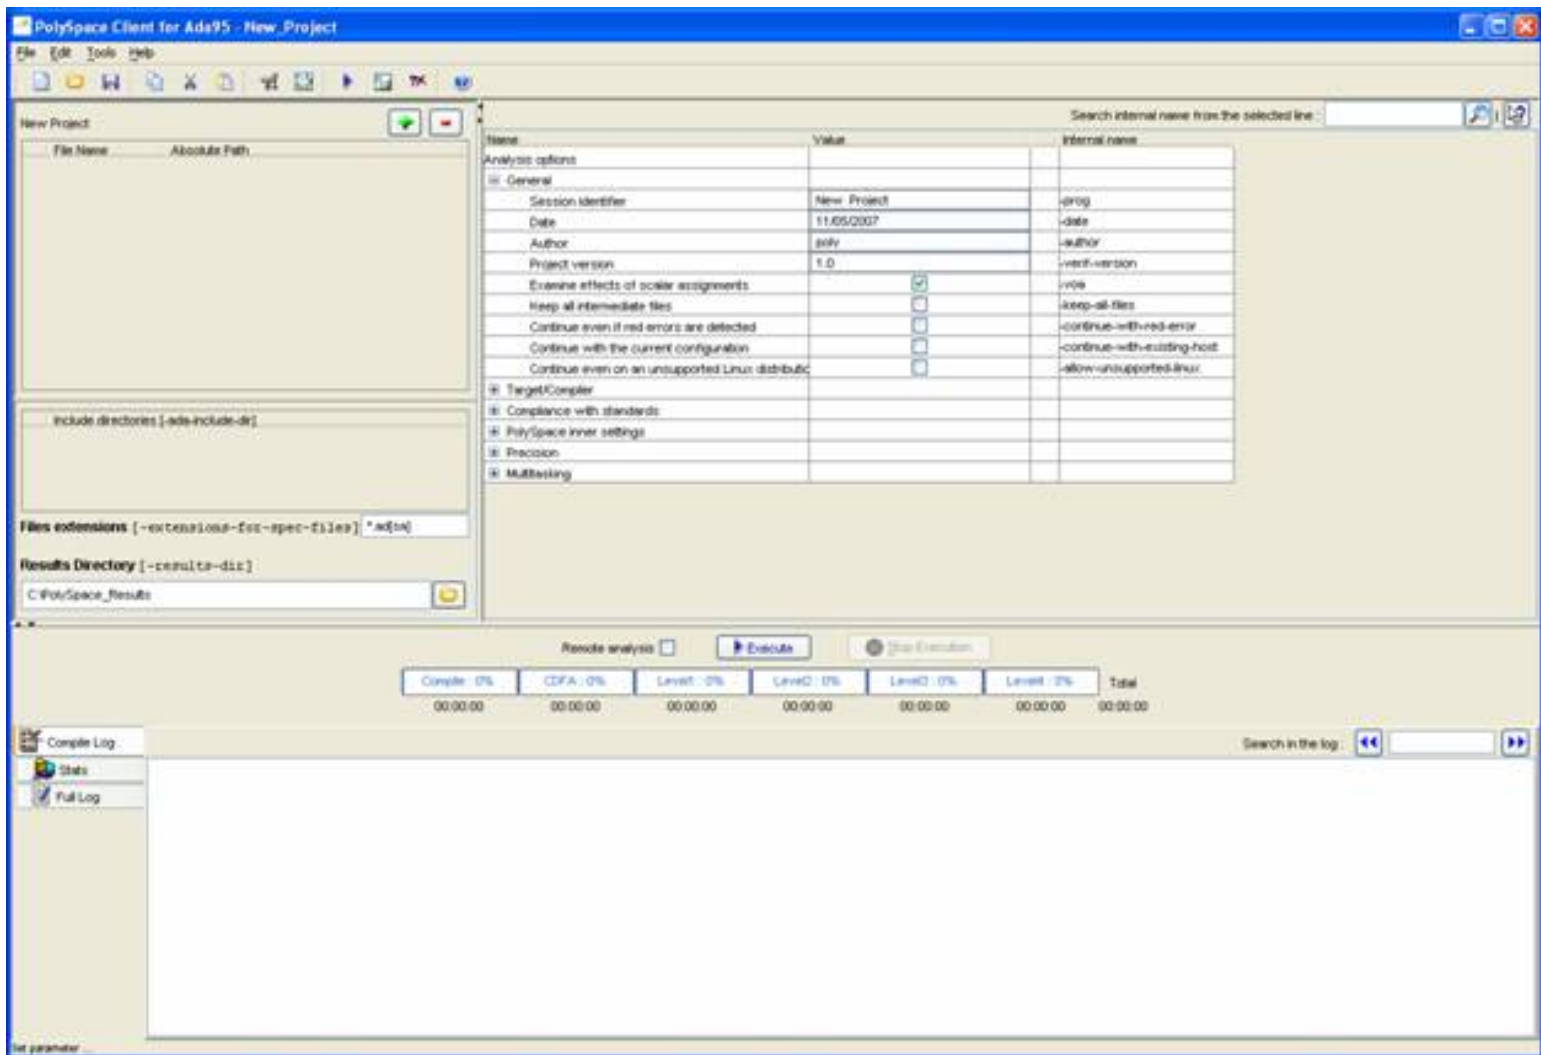 PolySpace Client for Ada95 - New_Project
File Edit Tools Help
New Project
File Name Absolute Path
Include directories [-ada-include-dir]
Files extensions [-extensions-for-spec-files] *.ad[sa]
Results Directory [-results-dir]
C:\PolySpace_Results
Search internal name from the selected line :
Name Value Internal name
Analysis options
General
Session identifier New_Project -prog
Date 11/05/2007 -date
Author poly -author
Project version 1.0 -verif-version
Examine effects of scalar assignments -voa
Keep all intermediate files -keep-all-files
Continue even if red errors are detected -continue-with-red-error
Continue with the current configuration -continue-with-existing-host
Continue even on an unsupported Linux distributio -allow-unsupported-linux
Target/Compiler
Compliance with standards
PolySpace inner settings
Precision
Multitasking
Remote analysis Execute Stop Execution
Compile : 0% CDFA : 0% Level1 : 0% Level2 : 0% Level3 : 0% Level4 : 0% Total
00:00:00 00:00:00 00:00:00 00:00:00 00:00:00 00:00:00 00:00:00
Compile Log Search in the log :
Stats
Full Log
Set parameter ...